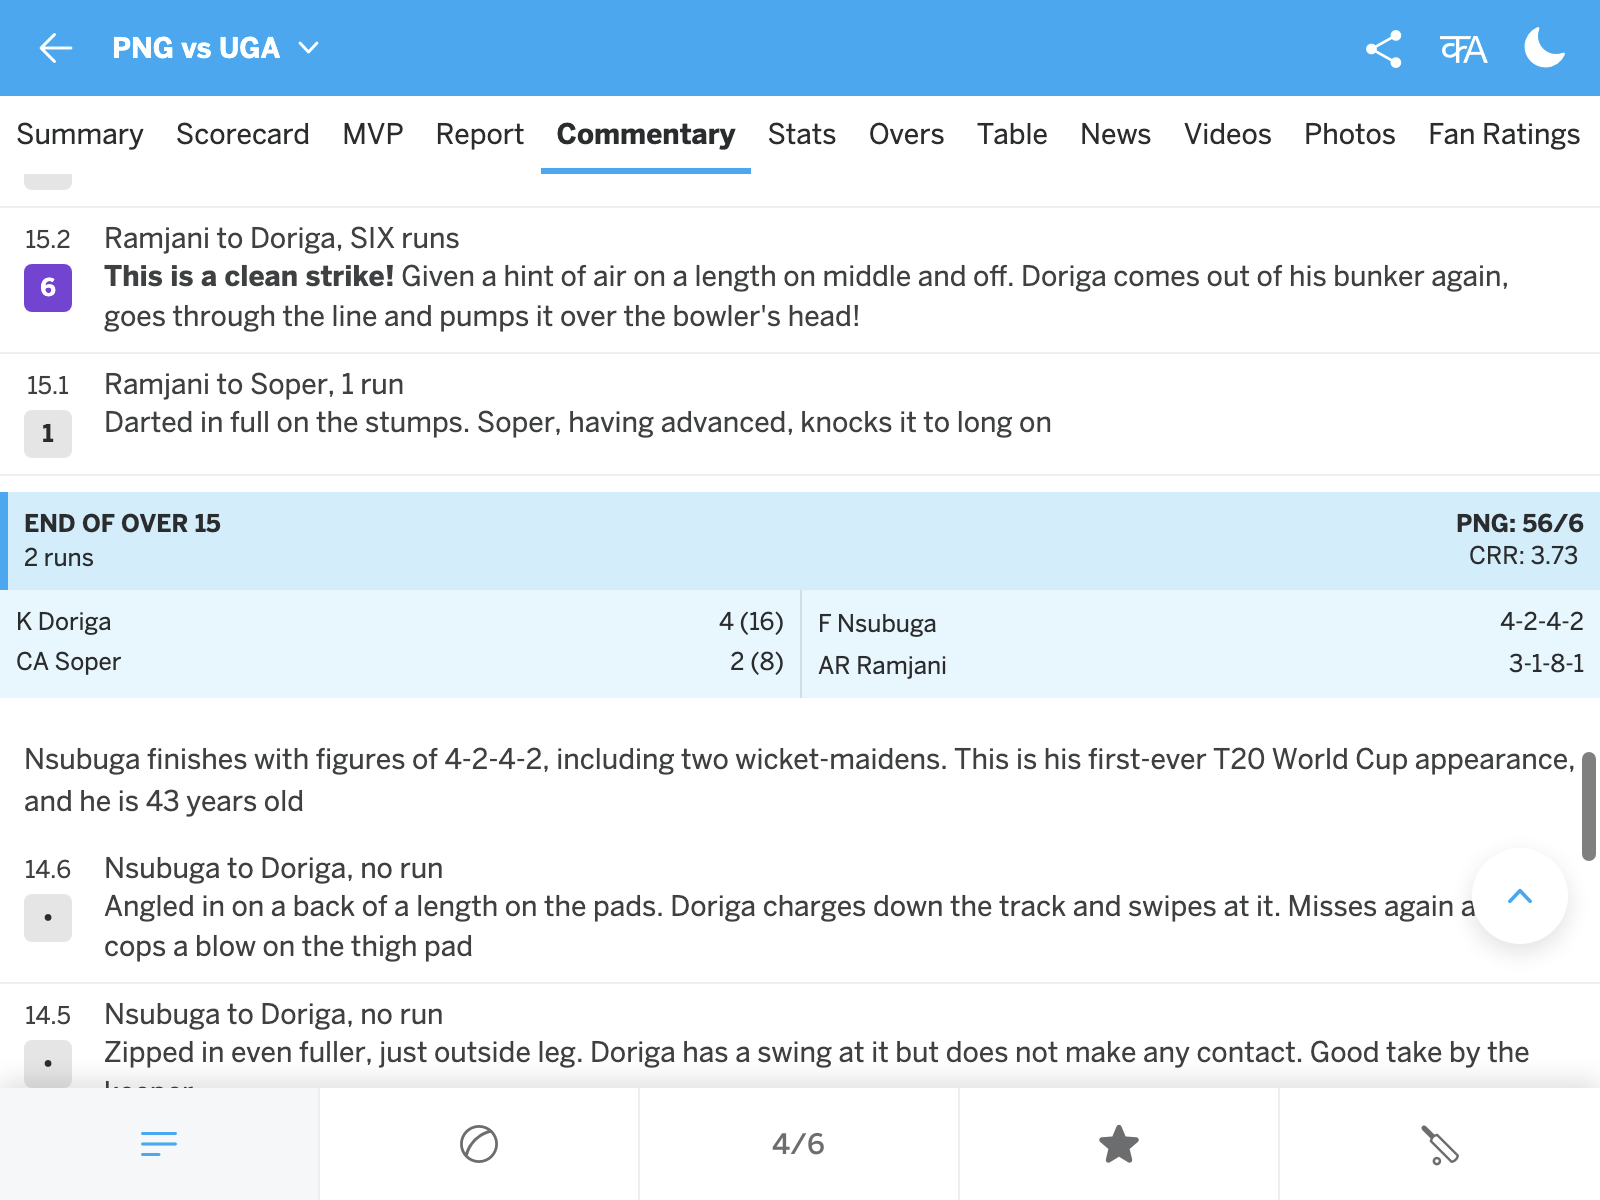 PNG vs UGA
काA
Summary Scorecard MVP Report Commentary Stats Overs Table News Videos Photos Fan Ratings
15.2 Ramjani to Doriga, SIX runs
6 This is a clean strike! Given a hint of air on a length on middle and off. Doriga comes out of his bunker again,
goes through the line and pumps it over the bowler's head!
15.1 Ramjani to Soper, 1 run
1 Darted in full on the stumps. Soper, having advanced, knocks it to long on
END OF OVER 15 PNG: 56/6
2 runs CRR: 3.73
K Doriga 4 (16) F Nsubuga 4-2-4-2
CA Soper 2 (8) AR Ramjani 3-1-8-1
Nsubuga finishes with figures of 4-2-4-2, including two wicket-maidens. This is his first-ever T20 World Cup appearance,
and he is 43 years old
14.6 Nsubuga to Doriga, no run
• Angled in on a back of a length on the pads. Doriga charges down the track and swipes at it. Misses again
cops a blow on the thigh pad
14.5 Nsubuga to Doriga, no run
• Zipped in even fuller, just outside leg. Doriga has a swing at it but does not make any contact. Good take by the
4/6